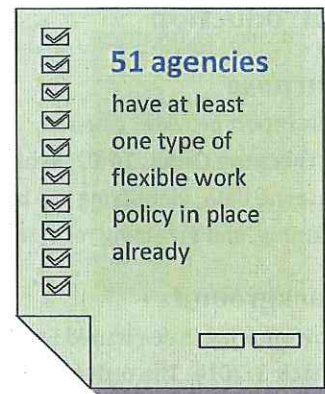 51 agencies
have at least
one type of
flexible work
policy in place
already